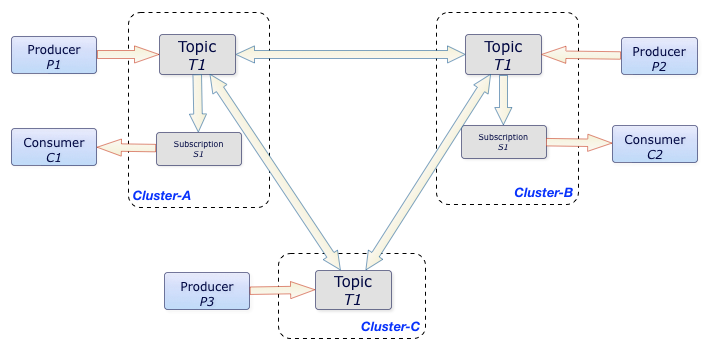 Producer
P1
Topic
T1
Topic
T1
Producer
P2
Consumer
C1
Subscription
S1
Subscription
S1
Consumer
C2
Cluster-A
Cluster-B
Producer
P3
Topic
T1
Cluster-C